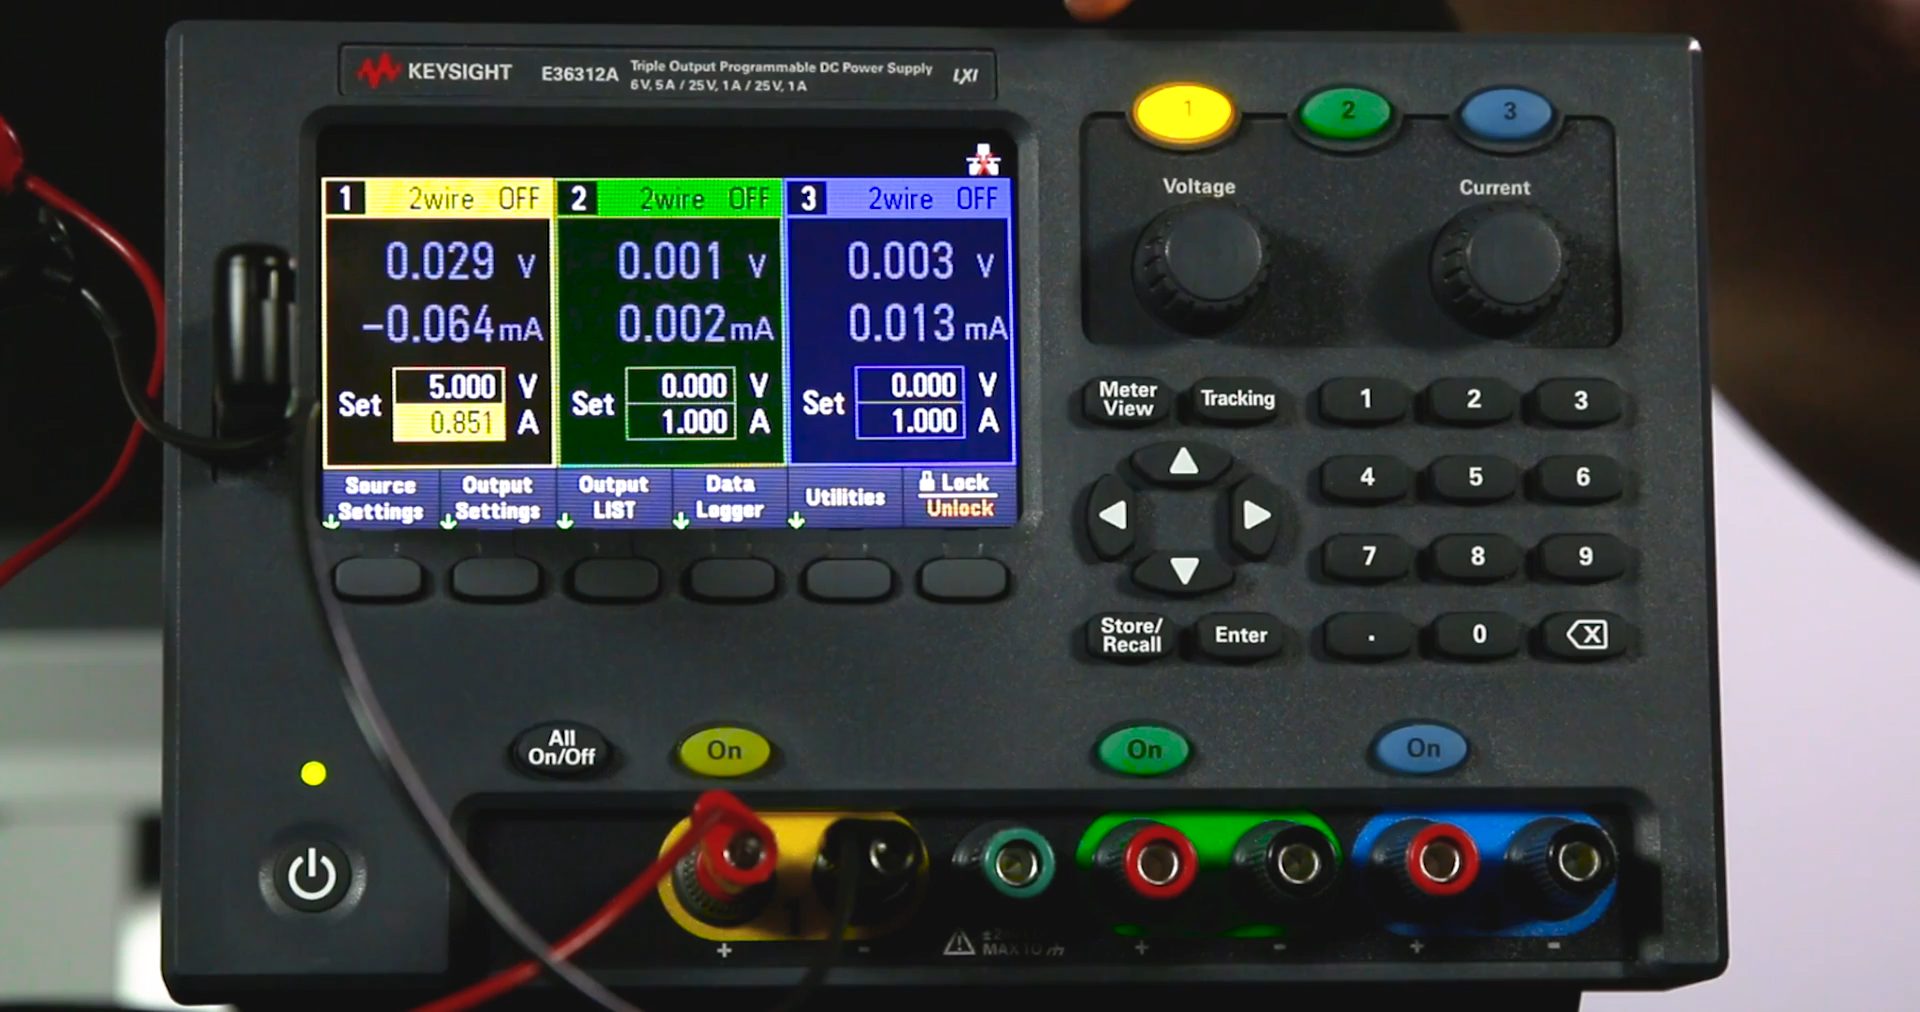 KEYSIGHT E36312A Triple Output Programmable DC Power Supply LXI
6V, 5A / 25V, 1A / 25V, 1A
1 2 3
1 2wire OFF 2 2wire OFF 3 2wire OFF
0.029 V 0.001 V 0.003 V
-0.064 mA 0.002 mA 0.013 mA
Set 5.000 V Set 0.000 V Set 0.000 V
0.851 A 1.000 A 1.000 A
Source Settings
Output Settings
Output LIST
Data Logger
Utilities
Lock
Unlock
Voltage Current
Meter View
Tracking
1 2 3
4 5 6
7 8 9
Store/ Recall
Enter
. 0 X
All On/Off
On On On
1
+ - + - + -
MAX TO